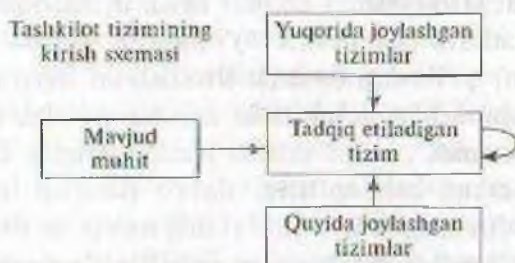 Tashkilot tizimining
kirish sxemasi
Yuqorida joylashgan
tizimlar
Mavjud
muhit
Tadqiq etiladigan
tizim
Quyida joylashgan
tizimlar